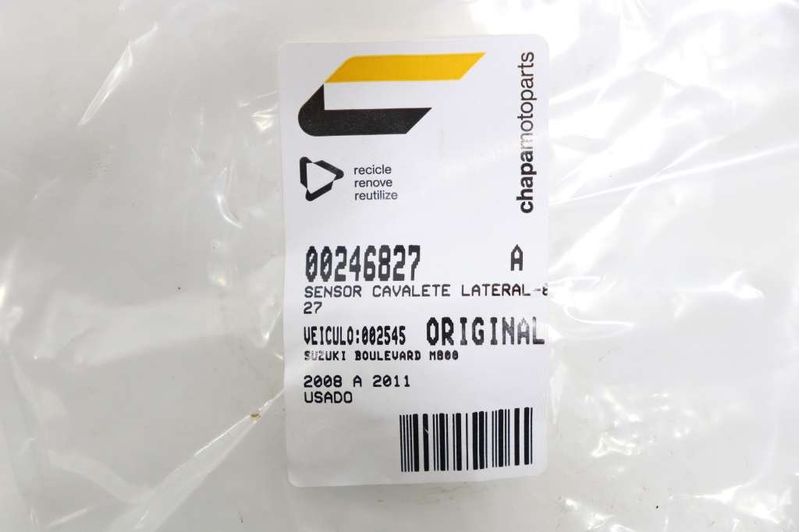 chapamotoparts
recicle
renove
reutilize
00246827 A
SENSOR CAVALETE LATERAL-
27
VEICULO:002545 ORIGINAL
SUZUKI BOULEVARD M800
2008 A 2011
USADO